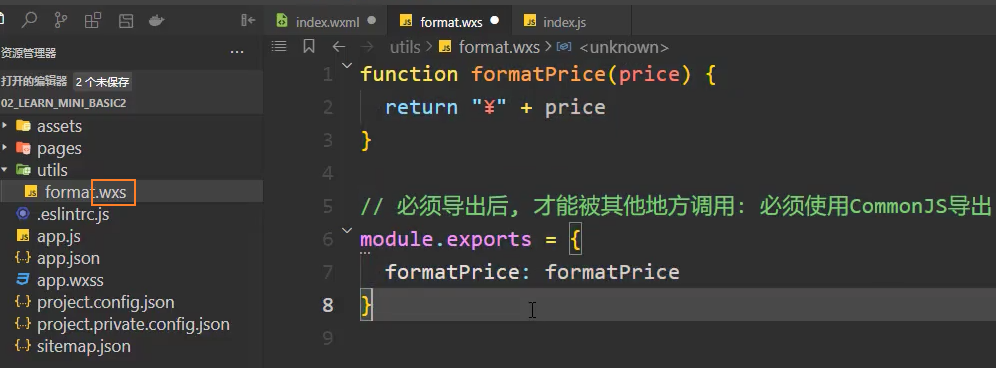 index.wxml
format.wxs
index.js
资源管理器
utils > format.wxs > <unknown>
打开的编辑器 2 个未保存
02_LEARN_MINI_BASIC2
assets
pages
utils
format.wxs
.eslintrc.js
app.js
app.json
app.wxss
project.config.json
project.private.config.json
sitemap.json
1 function formatPrice(price) {
2 return "¥" + price
3 }
4
5 // 必须导出后, 才能被其他地方调用: 必须使用CommonJS导出
6 module.exports = {
7 formatPrice: formatPrice
8 }
9